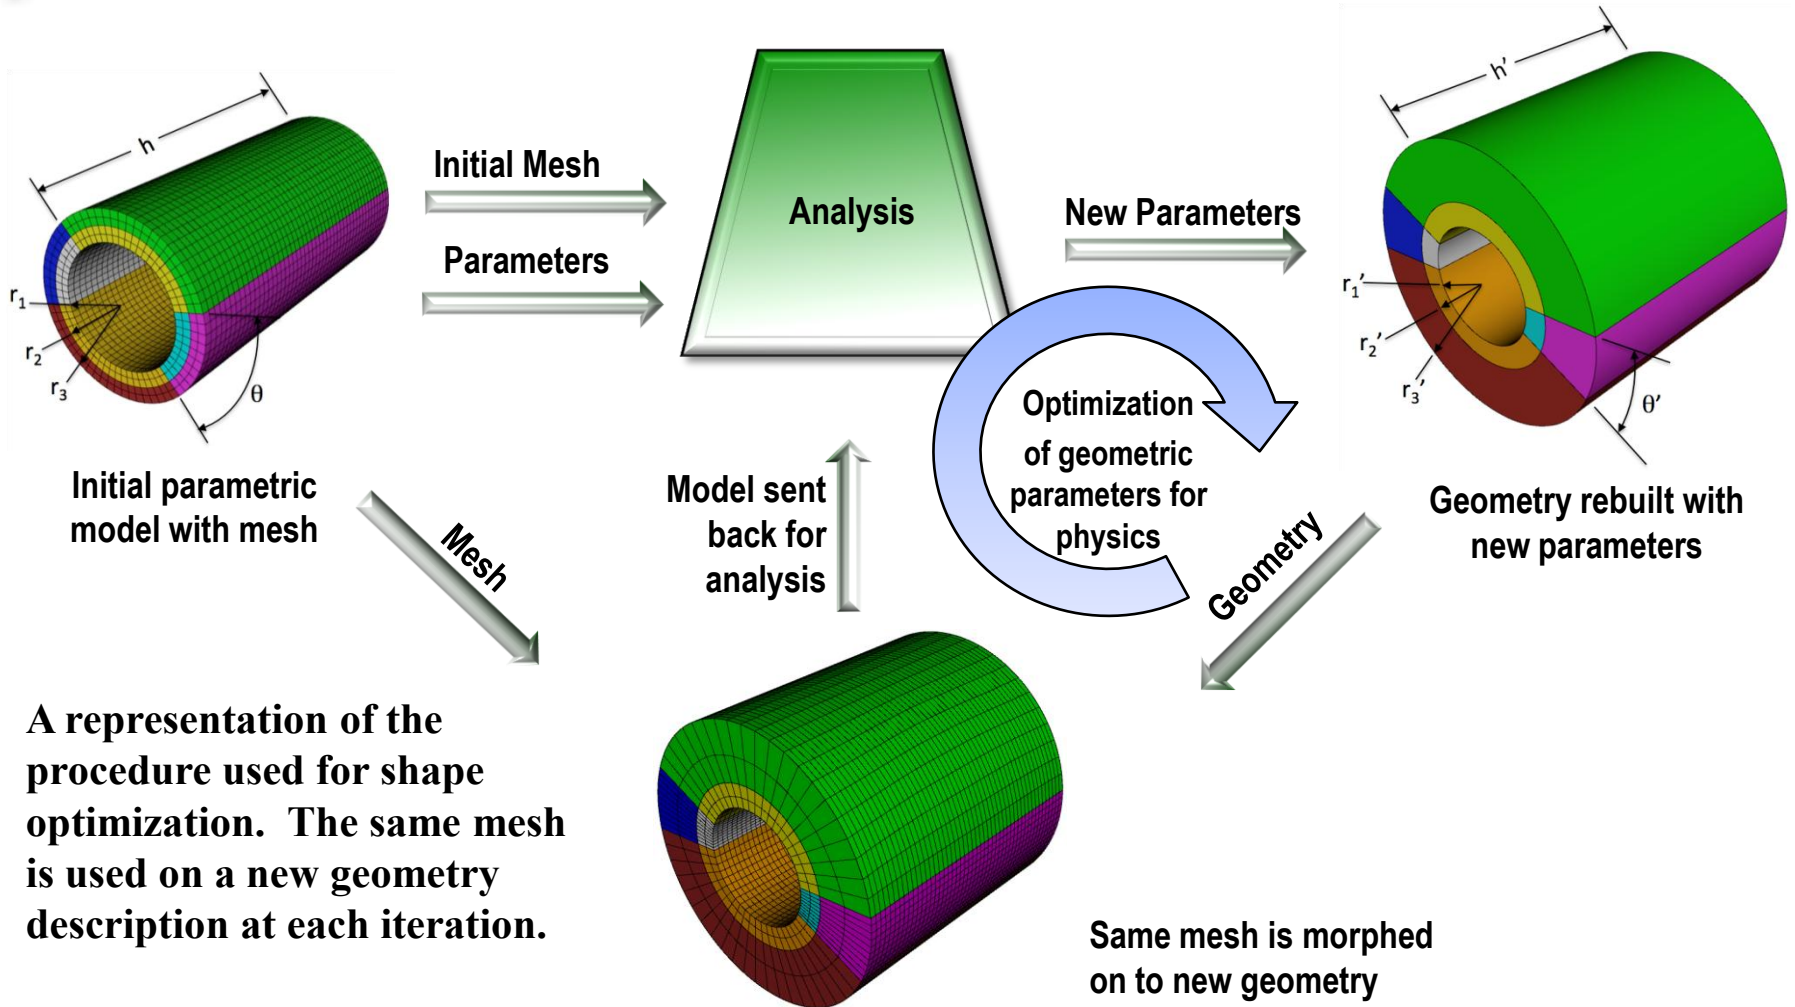 h
r1
r2
r3
θ
Initial parametric
model with mesh
Initial Mesh
Parameters
Analysis
New Parameters
h’
r1’
r2’
r3’
θ’
Geometry rebuilt with
new parameters
Optimization
of geometric
parameters for
physics
Model sent
back for
analysis
Mesh
Geometry
A representation of the
procedure used for shape
optimization.  The same mesh
is used on a new geometry
description at each iteration.
Same mesh is morphed
on to new geometry